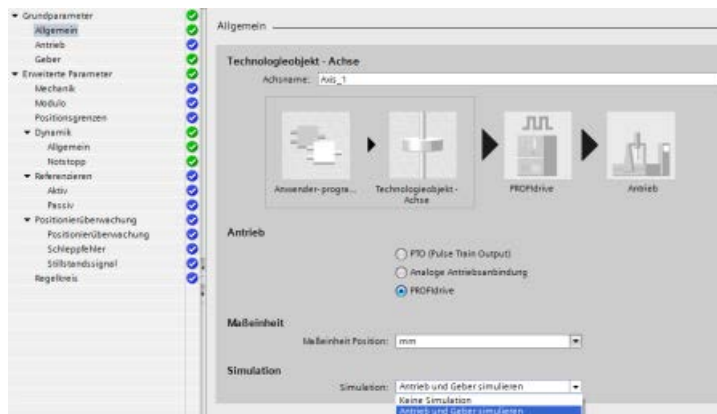 Grundparameter
Allgemein
Antrieb
Geber
Erweiterte Parameter
Mechanik
Modulo
Positionsgrenzen
Dynamik
Allgemein
Notstopp
Referenzieren
Aktiv
Passiv
Positionierüberwachung
Positionierüberwachung
Schleppfehler
Stillstandssignal
Regelkreis
Allgemein
Technologieobjekt - Achse
Achsname: Axis_1
Anwender-progra...
Technologieobjekt - Achse
PROFIdrive
Antrieb
Antrieb
PTO (Pulse Train Output)
Analoge Antriebsanbindung
PROFIdrive
Maßeinheit
Maßeinheit Position: mm
Simulation
Simulation: Antrieb und Geber simulieren
Keine Simulation
Antrieb und Geber simulieren